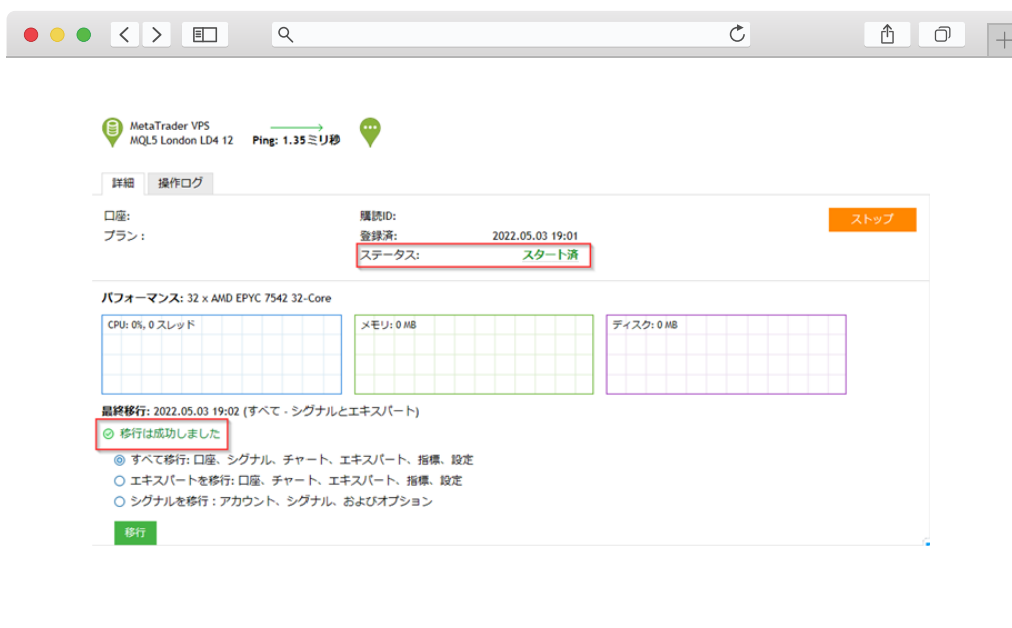 MetaTrader VPS
MQL5 London LD4 12
Ping: 1.35ミリ秒
詳細 操作ログ
口座: 購読ID: ストップ
プラン: 登録済: 2022.05.03 19:01
ステータス: スタート済
パフォーマンス: 32 x AMD EPYC 7542 32-Core
CPU: 0%, 0 スレッド メモリ: 0 MB ディスク: 0 MB
最終移行: 2022.05.03 19:02 (すべて - シグナルとエキスパート)
移行は成功しました
すべて移行: 口座、シグナル、チャート、エキスパート、指標、設定
エキスパートを移行: 口座、チャート、エキスパート、指標、設定
シグナルを移行：アカウント、シグナル、およびオプション
移行